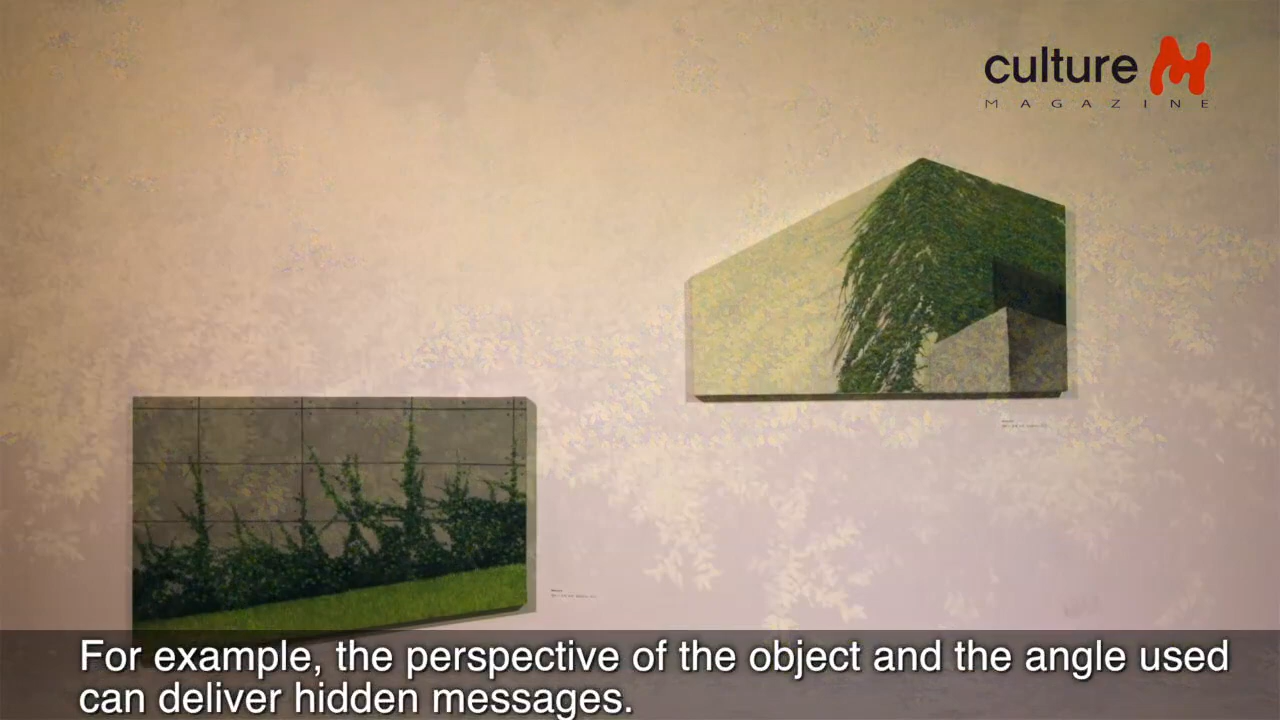 culture M
MAGAZINE
For example, the perspective of the object and the angle used
can deliver hidden messages.